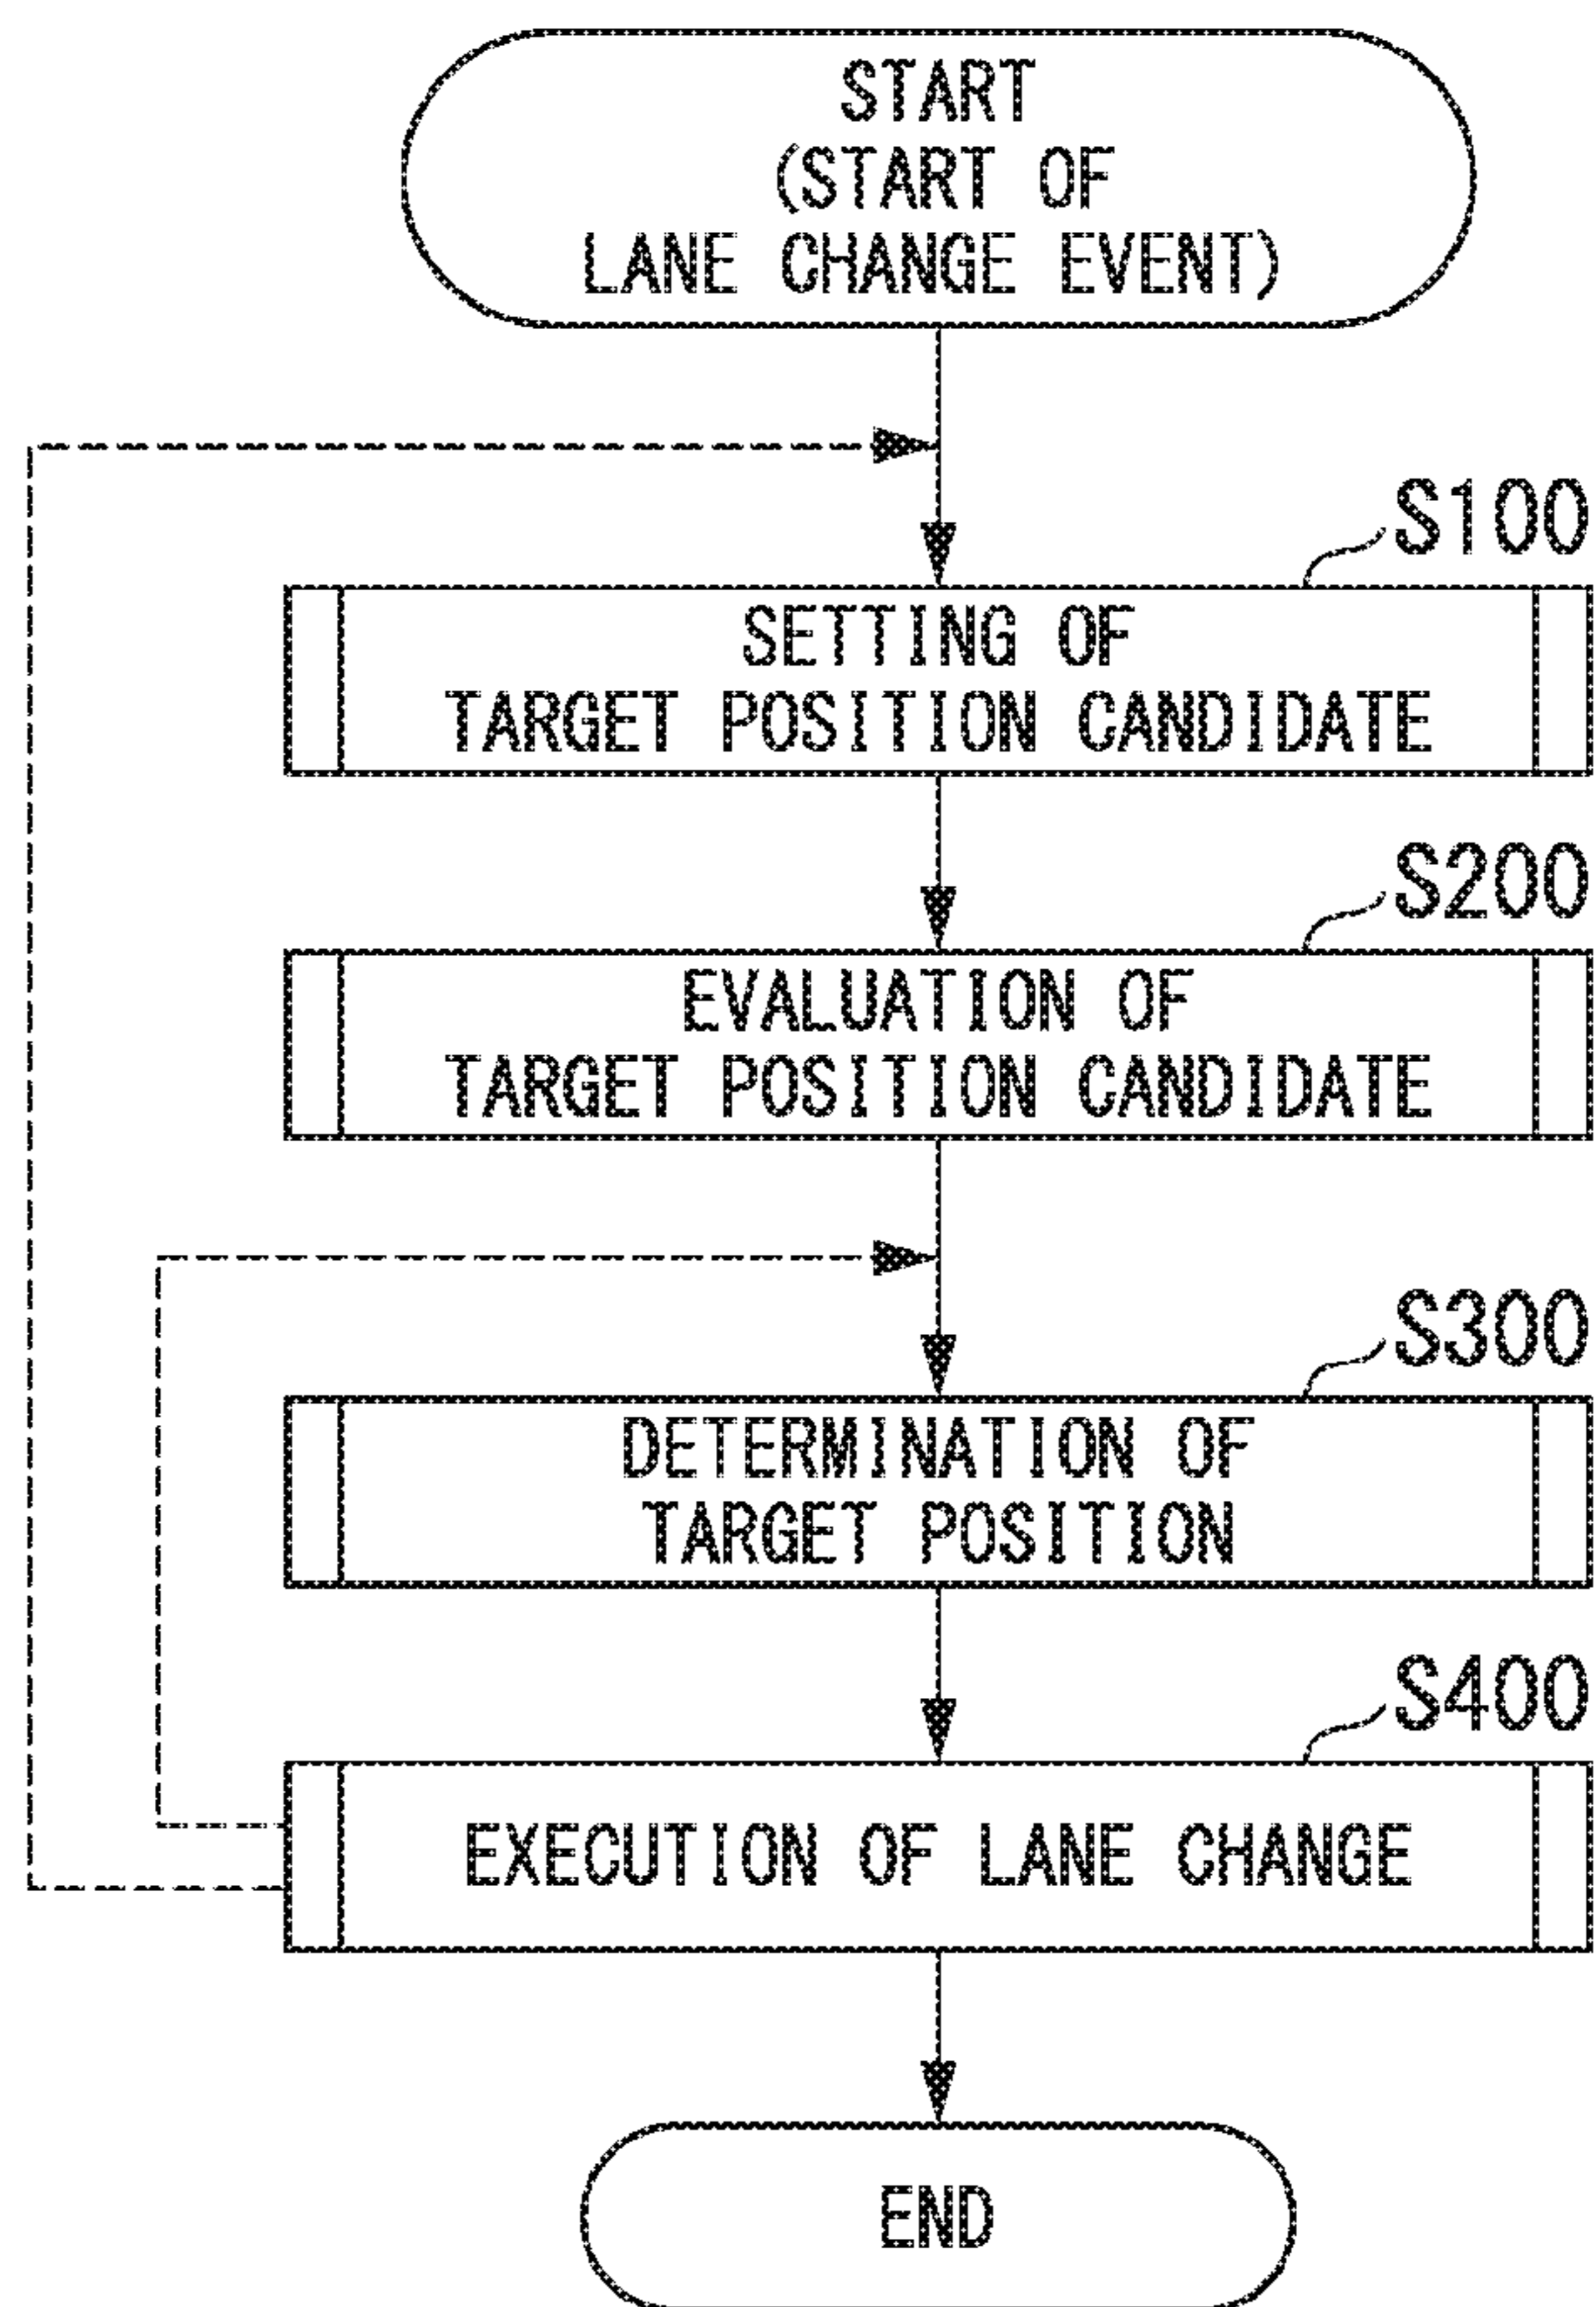 START
(START OF
LANE CHANGE EVENT)
S100
SETTING OF
TARGET POSITION CANDIDATE
S200
EVALUATION OF
TARGET POSITION CANDIDATE
S300
DETERMINATION OF
TARGET POSITION
S400
EXECUTION OF LANE CHANGE
END